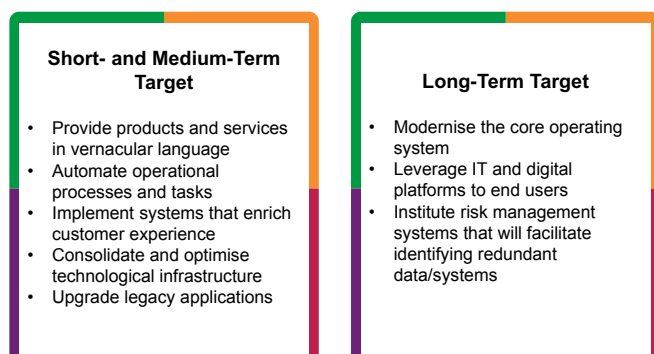 Short- and Medium-Term
Target
• Provide products and services
in vernacular language
• Automate operational
processes and tasks
• Implement systems that enrich
customer experience
• Consolidate and optimise
technological infrastructure
• Upgrade legacy applications
Long-Term Target
• Modernise the core operating
system
• Leverage IT and digital
platforms to end users
• Institute risk management
systems that will facilitate
identifying redundant
data/systems